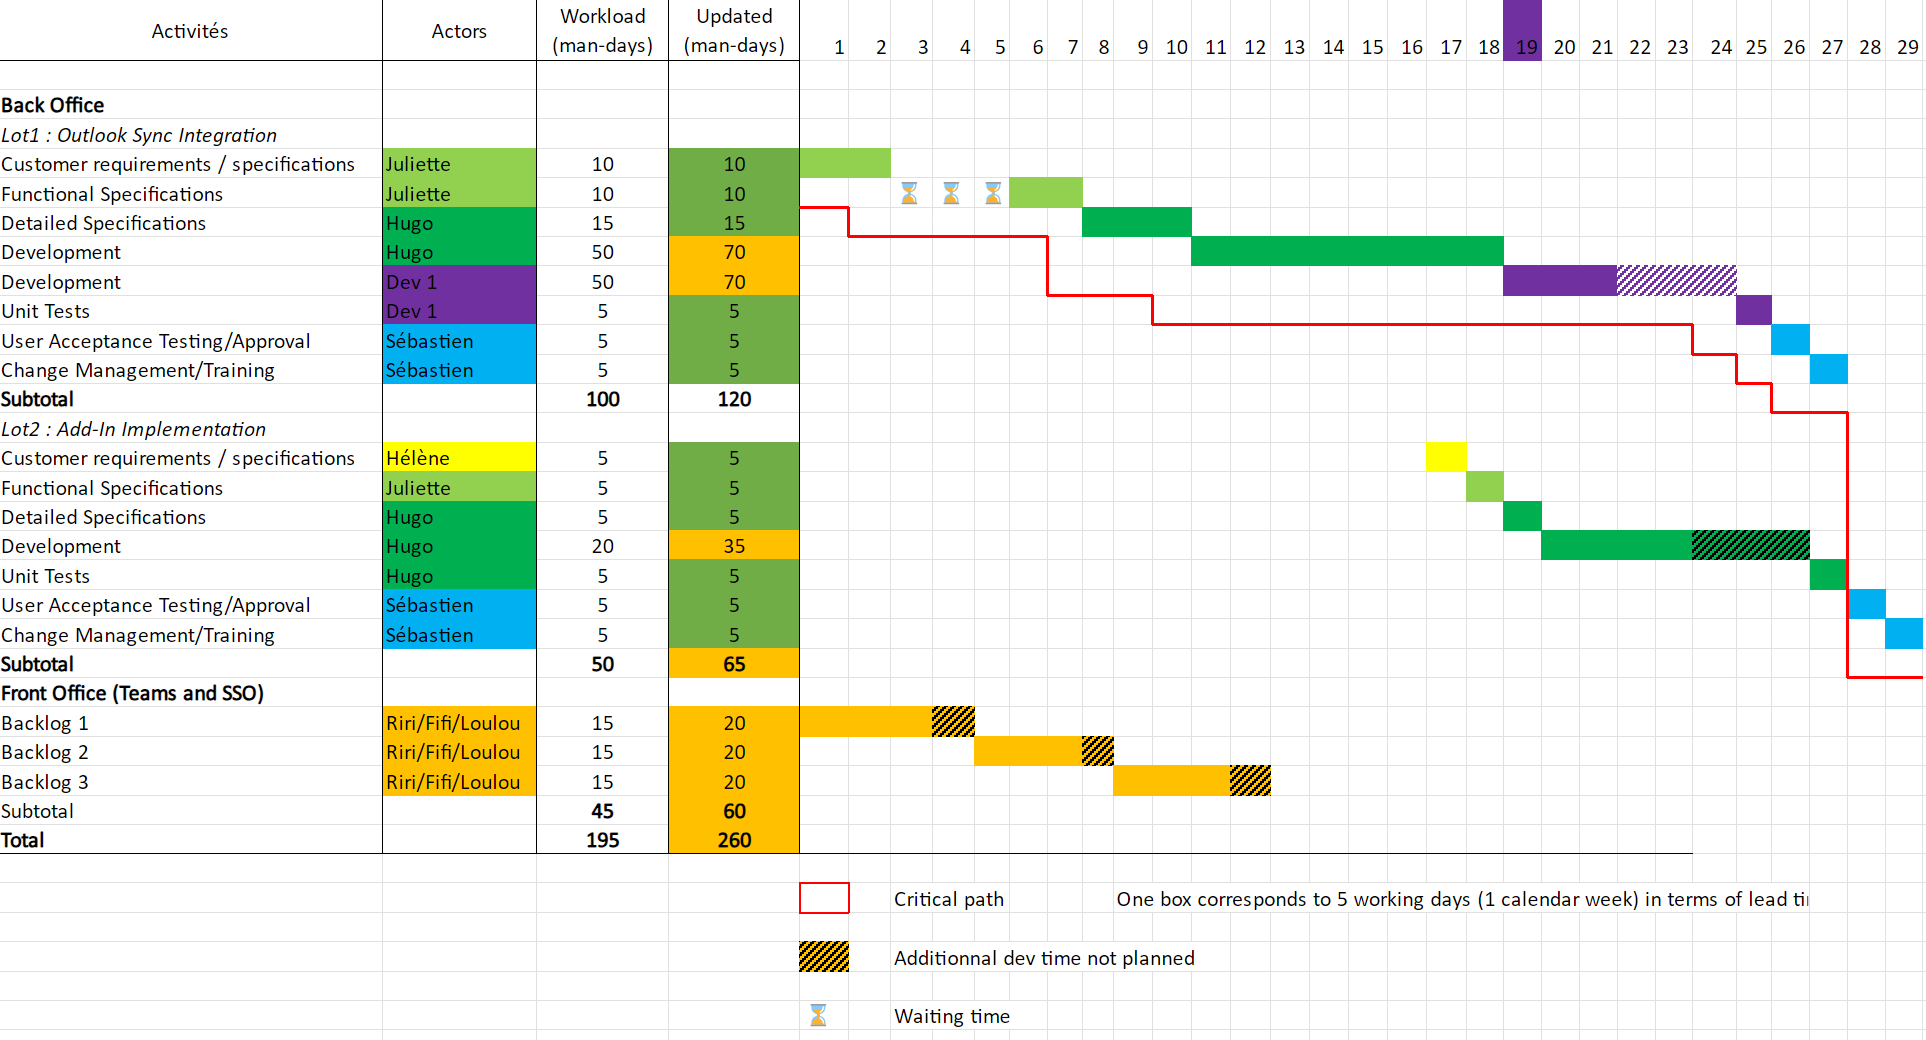 Activités Actors Workload (man-days) Updated (man-days) 1 2 3 4 5 6 7 8 9 10 11 12 13 14 15 16 17 18 19 20 21 22 23 24 25 26 27 28 29
Back Office
Lot1 : Outlook Sync Integration
Customer requirements / specifications Juliette 10 10
Functional Specifications Juliette 10 10
Detailed Specifications Hugo 15 15
Development Hugo 50 70
Development Dev 1 50 70
Unit Tests Dev 1 5 5
User Acceptance Testing/Approval Sébastien 5 5
Change Management/Training Sébastien 5 5
Subtotal 100 120
Lot2 : Add-In Implementation
Customer requirements / specifications Hélène 5 5
Functional Specifications Juliette 5 5
Detailed Specifications Hugo 5 5
Development Hugo 20 35
Unit Tests Hugo 5 5
User Acceptance Testing/Approval Sébastien 5 5
Change Management/Training Sébastien 5 5
Subtotal 50 65
Front Office (Teams and SSO)
Backlog 1 Riri/Fifi/Loulou 15 20
Backlog 2 Riri/Fifi/Loulou 15 20
Backlog 3 Riri/Fifi/Loulou 15 20
Subtotal 45 60
Total 195 260
Critical path One box corresponds to 5 working days (1 calendar week) in terms of lead
Additionnal dev time not planned
Waiting time